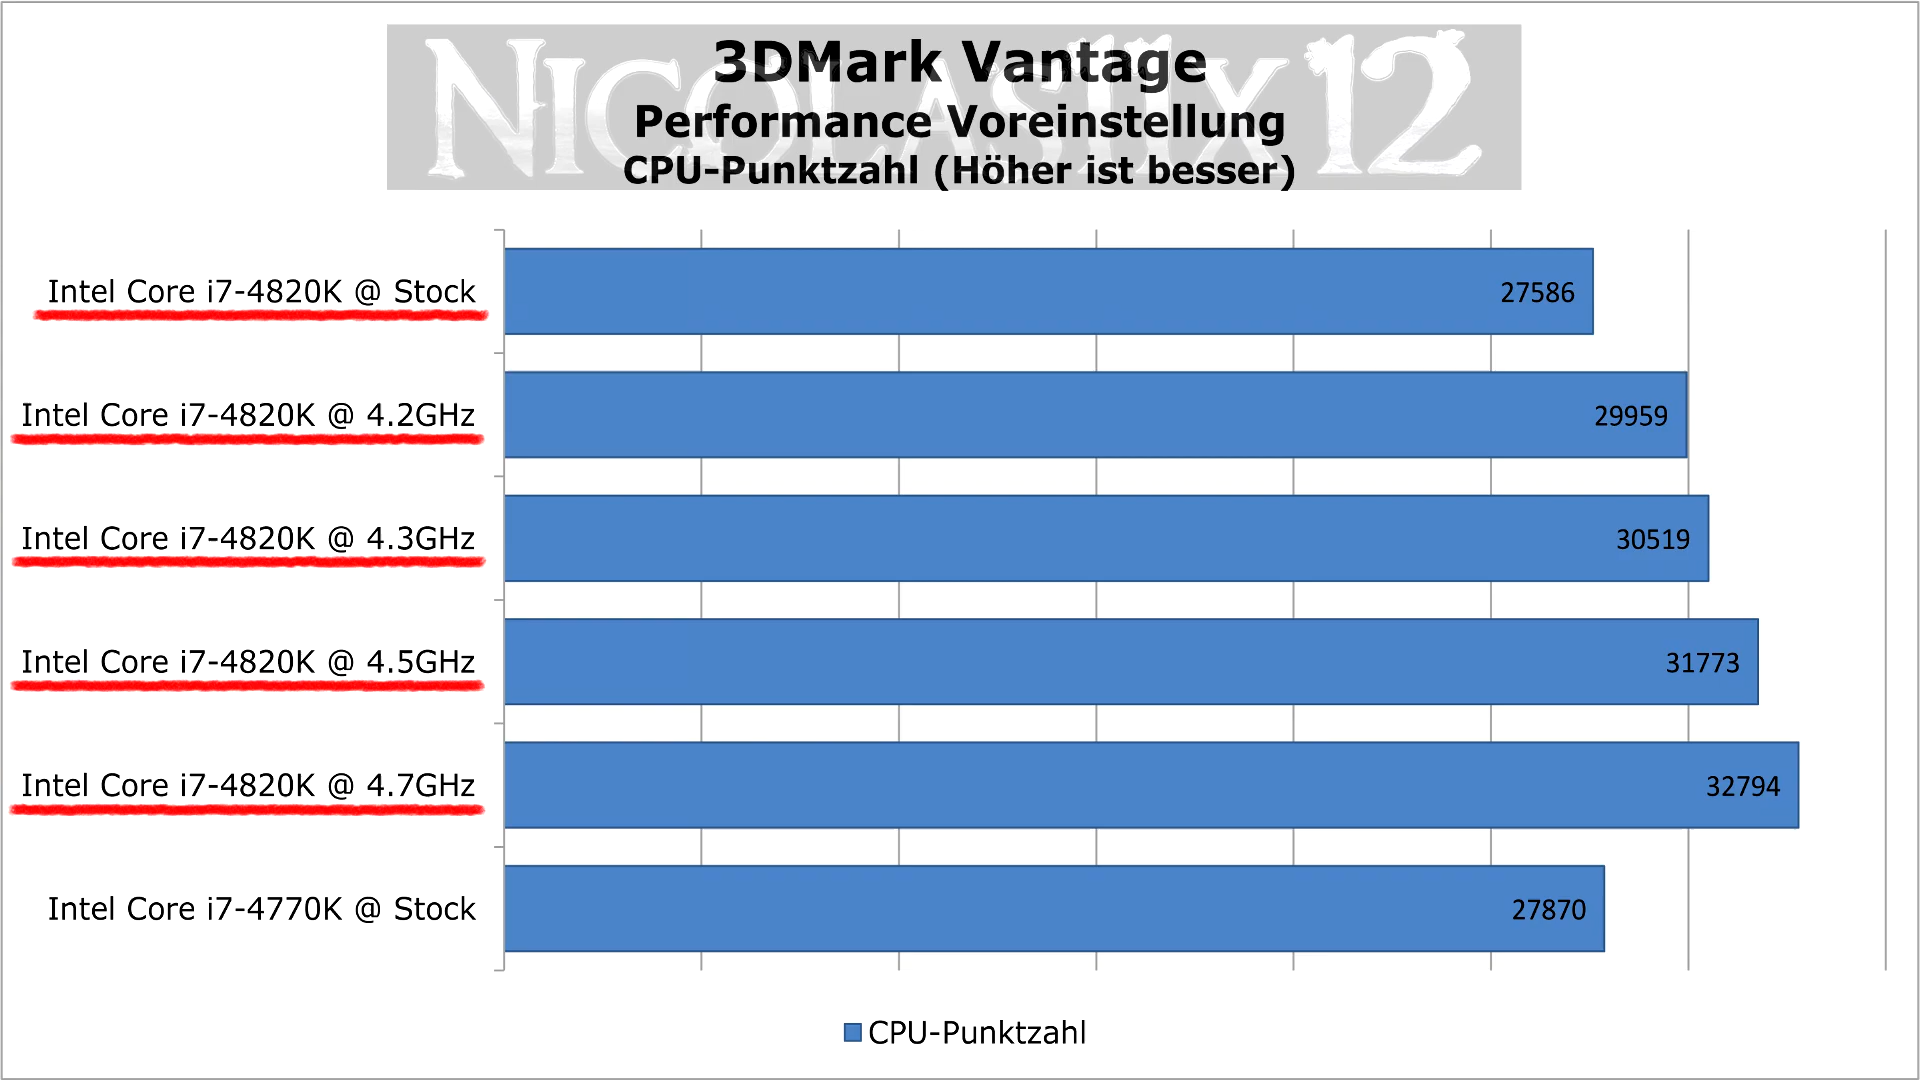 Nicolas11x12
3DMark Vantage
Performance Voreinstellung
CPU-Punktzahl (Höher ist besser)
Intel Core i7-4820K @ Stock 27586
Intel Core i7-4820K @ 4.2GHz 29959
Intel Core i7-4820K @ 4.3GHz 30519
Intel Core i7-4820K @ 4.5GHz 31773
Intel Core i7-4820K @ 4.7GHz 32794
Intel Core i7-4770K @ Stock 27870
CPU-Punktzahl